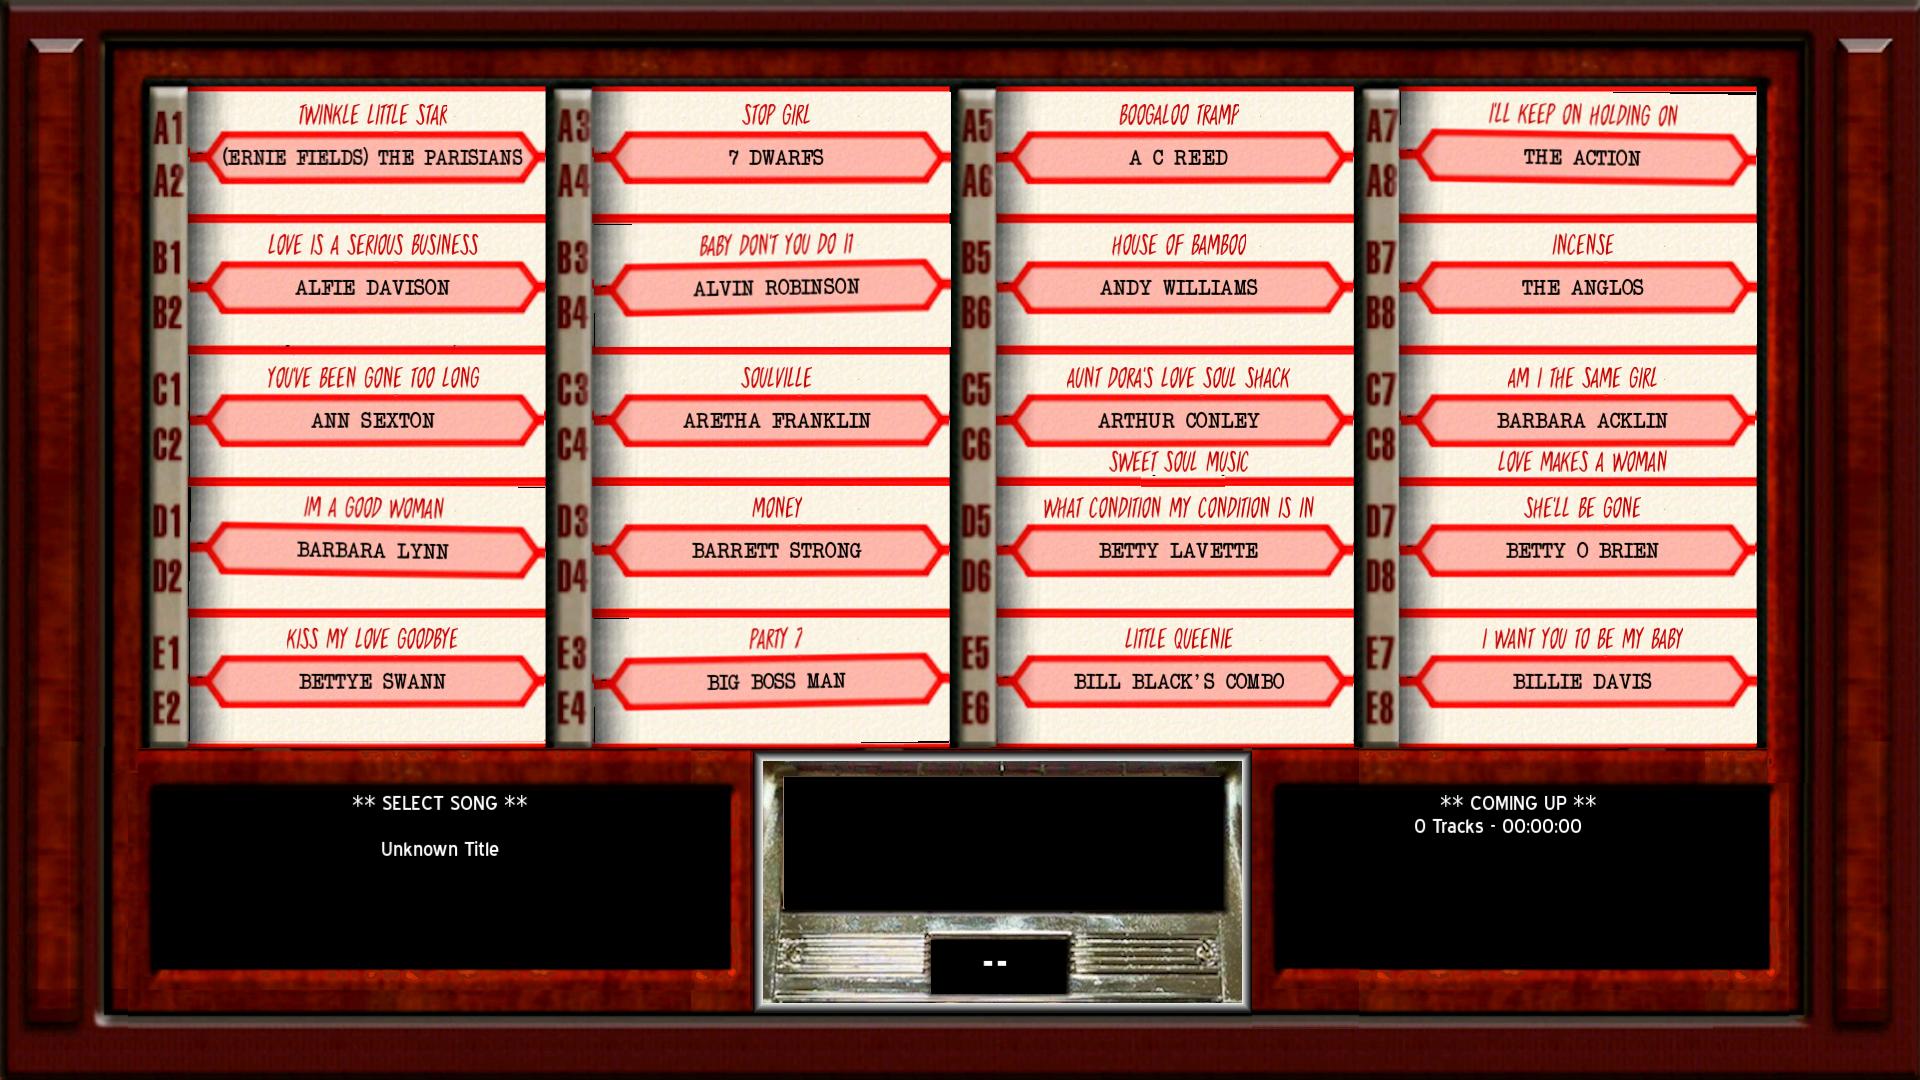 A1
TWINKLE LITTLE STAR
(ERNIE FIELDS) THE PARISIANS
A2
A3
STOP GIRL
7 DWARFS
A4
A5
BOOGALOO TRAMP
A C REED
A6
A7
I'LL KEEP ON HOLDING ON
THE ACTION
A8
B1
LOVE IS A SERIOUS BUSINESS
ALFIE DAVISON
B2
B3
BABY DON'T YOU DO IT
ALVIN ROBINSON
B4
B5
HOUSE OF BAMBOO
ANDY WILLIAMS
B6
B7
INCENSE
THE ANGLOS
B8
C1
YOU'VE BEEN GONE TOO LONG
ANN SEXTON
C2
C3
SOULVILLE
ARETHA FRANKLIN
C4
C5
AUNT DORA'S LOVE SOUL SHACK
ARTHUR CONLEY
C6
SWEET SOUL MUSIC
C7
AM I THE SAME GIRL
BARBARA ACKLIN
C8
LOVE MAKES A WOMAN
D1
IM A GOOD WOMAN
BARBARA LYNN
D2
D3
MONEY
BARRETT STRONG
D4
D5
WHAT CONDITION MY CONDITION IS IN
BETTY LAVETTE
D6
D7
SHE'LL BE GONE
BETTY O BRIEN
D8
E1
KISS MY LOVE GOODBYE
BETTYE SWANN
E2
E3
PARTY 7
BIG BOSS MAN
E4
E5
LITTLE QUEENIE
BILL BLACK'S COMBO
E6
E7
I WANT YOU TO BE MY BABY
BILLIE DAVIS
E8
** SELECT SONG **
Unknown Title
--
** COMING UP **
0 Tracks - 00:00:00